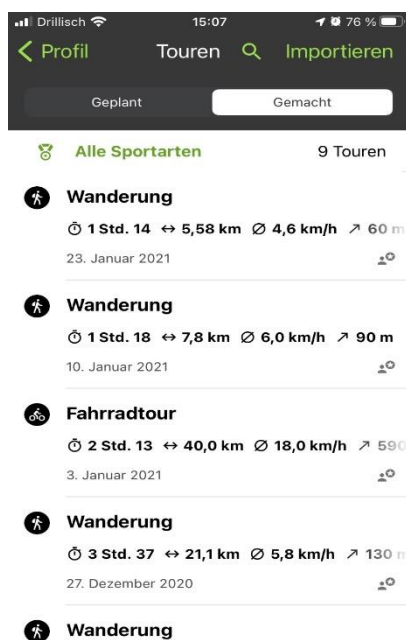 Drillisch 15:07 76 %
Profil Touren Importieren
Geplant Gemacht
Alle Sportarten 9 Touren
Wanderung
1 Std. 14 ↔ 5,58 km Ø 4,6 km/h ↗ 60 m
23. Januar 2021
Wanderung
1 Std. 18 ↔ 7,8 km Ø 6,0 km/h ↗ 90 m
10. Januar 2021
Fahrradtour
2 Std. 13 ↔ 40,0 km Ø 18,0 km/h ↗ 590
3. Januar 2021
Wanderung
3 Std. 37 ↔ 21,1 km Ø 5,8 km/h ↗ 130 m
27. Dezember 2020
Wanderung